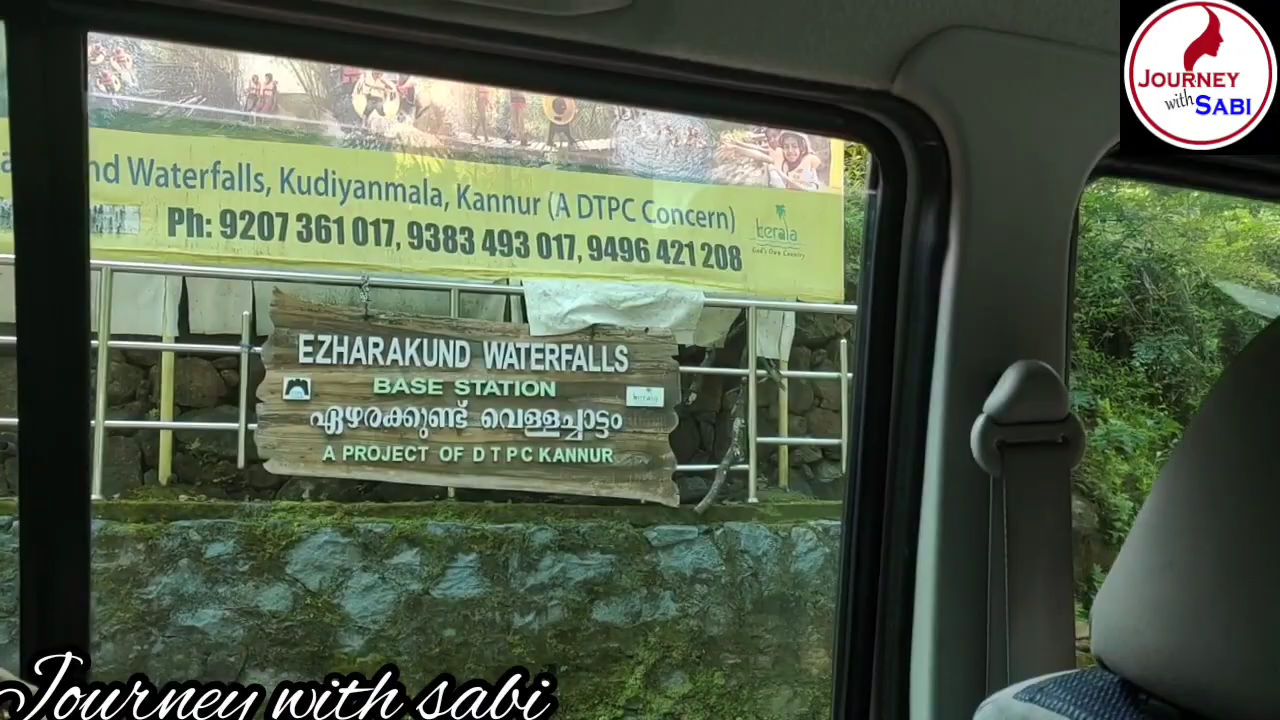 JOURNEY
with SABI
nd Waterfalls, Kudiyanmala, Kannur (A DTPC Concern)
Ph: 9207 361 017, 9383 493 017, 9496 421 208
kerala
God's Own Country
EZHARAKUND WATERFALLS
BASE STATION
ഏഴരക്കുണ്ട് വെള്ളച്ചാട്ടം
A PROJECT OF D T P C KANNUR
Journey with sabi